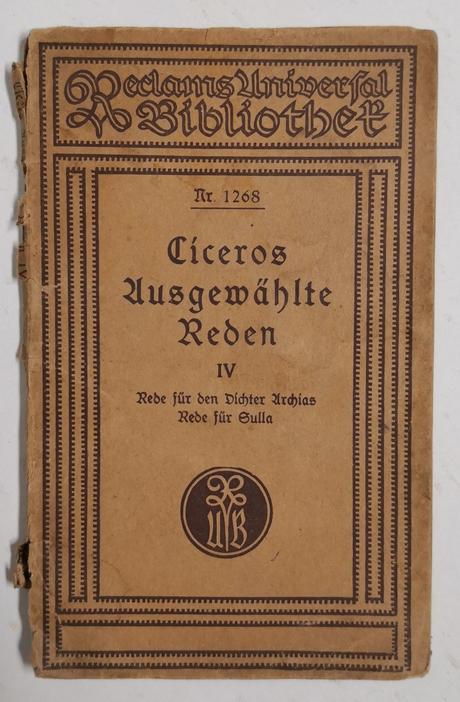 Reclams Universal
Bibliothek
Nr. 1268
Ciceros
Ausgewählte
Reden
IV
Rede für den Dichter Archias
Rede für Sulla
R
UB